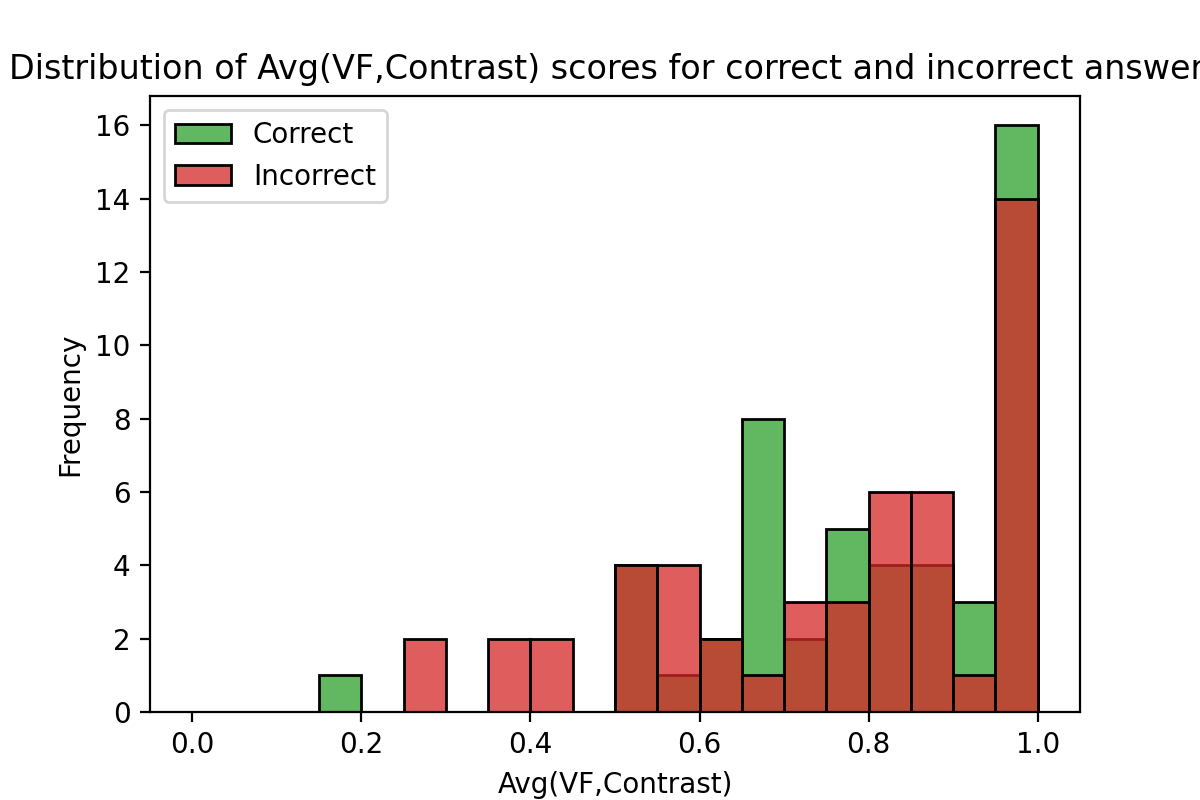 Distribution of Avg(VF,Contrast) scores for correct and incorrect answer
Correct
Incorrect
16
14
12
10
8
6
4
2
0
Frequency
0.0 0.2 0.4 0.6 0.8 1.0
Avg(VF,Contrast)